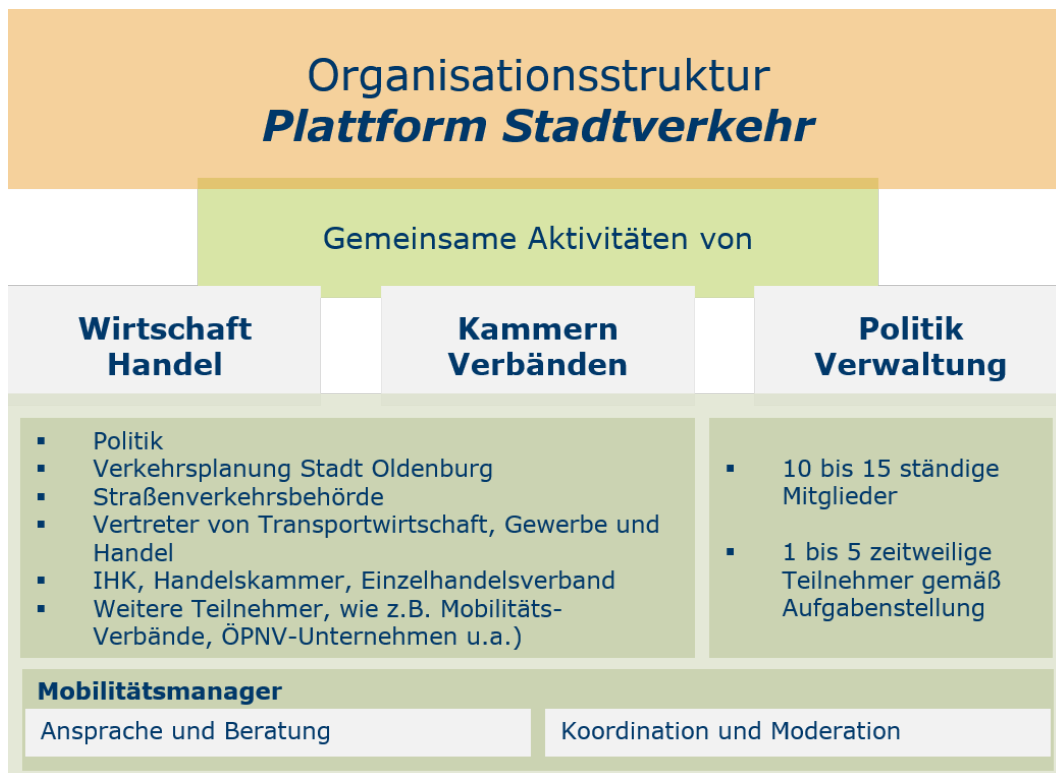 Organisationsstruktur
Plattform Stadtverkehr
Gemeinsame Aktivitäten von
Wirtschaft
Handel
Kammern
Verbänden
Politik
Verwaltung
▪ Politik
▪ Verkehrsplanung Stadt Oldenburg
▪ Straßenverkehrsbehörde
▪ Vertreter von Transportwirtschaft, Gewerbe und
Handel
▪ IHK, Handelskammer, Einzelhandelsverband
▪ Weitere Teilnehmer, wie z.B. Mobilitäts-
Verbände, ÖPNV-Unternehmen u.a.)
▪ 10 bis 15 ständige
Mitglieder
▪ 1 bis 5 zeitweilige
Teilnehmer gemäß
Aufgabenstellung
Mobilitätsmanager
Ansprache und Beratung
Koordination und Moderation